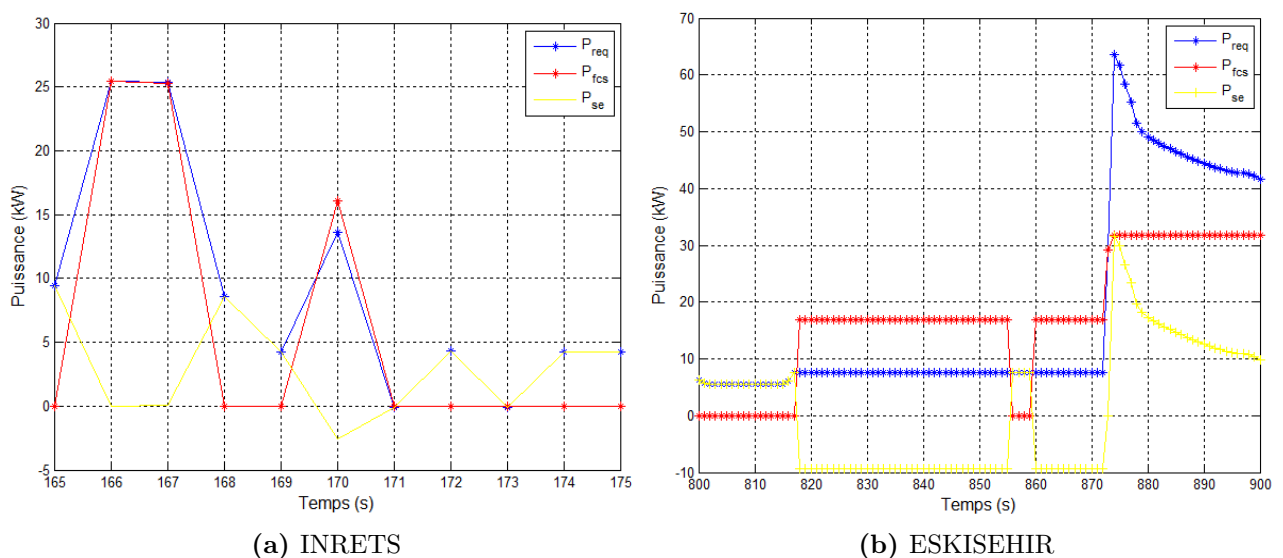 30
25
20
15
10
5
0
-5
Puissance (kW)
165 166 167 168 169 170 171 172 173 174 175
Temps (s)
P_req
P_fcs
P_se
(a) INRETS
70
60
50
40
30
20
10
0
-10
Puissance (kW)
800 810 820 830 840 850 860 870 880 890 900
Temps (s)
P_req
P_fcs
P_se
(b) ESKISEHIR